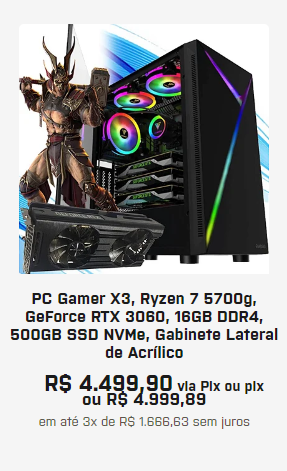 GEFORCE RTX
PC Gamer X3, Ryzen 7 5700g,
GeForce RTX 3060, 16GB DDR4,
500GB SSD NVMe, Gabinete Lateral
de Acrílico
R$ 4.499,90 via Pix ou pix
ou R$ 4.999,89
em até 3x de R$ 1.666,63 sem juros